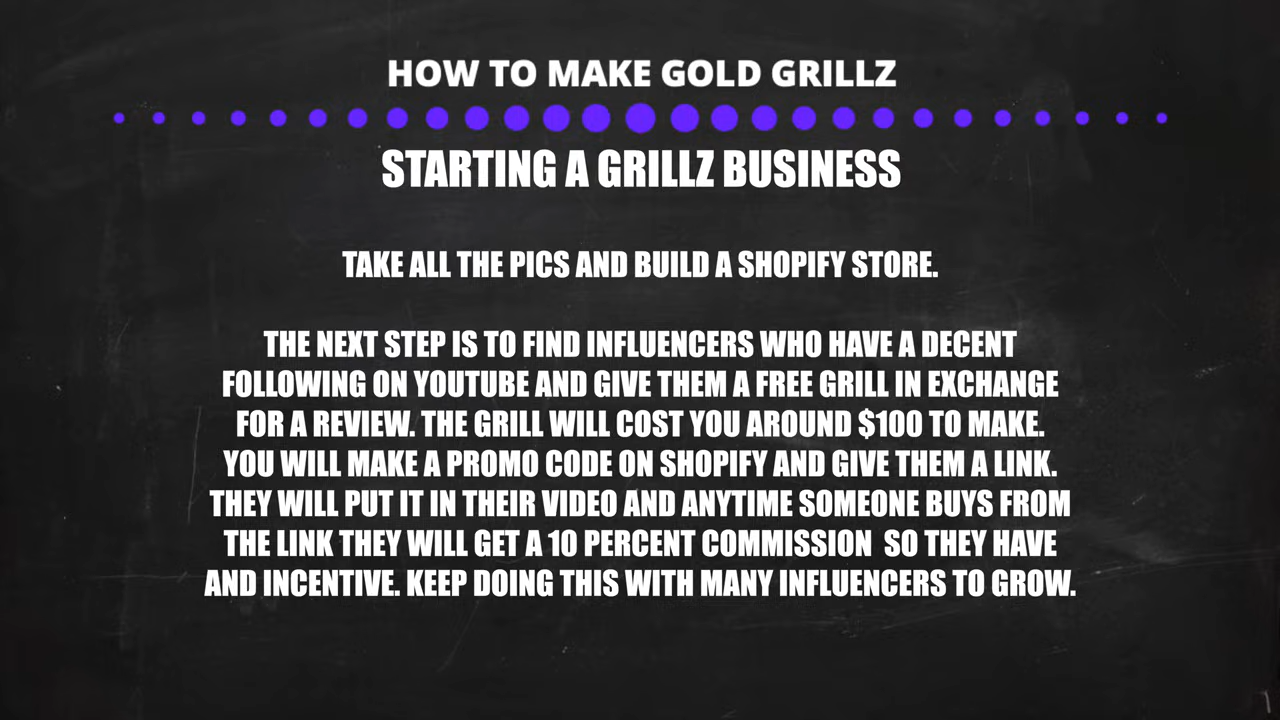 HOW TO MAKE GOLD GRILLZ
STARTING A GRILLZ BUSINESS
TAKE ALL THE PICS AND BUILD A SHOPIFY STORE.
THE NEXT STEP IS TO FIND INFLUENCERS WHO HAVE A DECENT
FOLLOWING ON YOUTUBE AND GIVE THEM A FREE GRILL IN EXCHANGE
FOR A REVIEW. THE GRILL WILL COST YOU AROUND $100 TO MAKE.
YOU WILL MAKE A PROMO CODE ON SHOPIFY AND GIVE THEM A LINK.
THEY WILL PUT IT IN THEIR VIDEO AND ANYTIME SOMEONE BUYS FROM
THE LINK THEY WILL GET A 10 PERCENT COMMISSION  SO THEY HAVE
AND INCENTIVE. KEEP DOING THIS WITH MANY INFLUENCERS TO GROW.